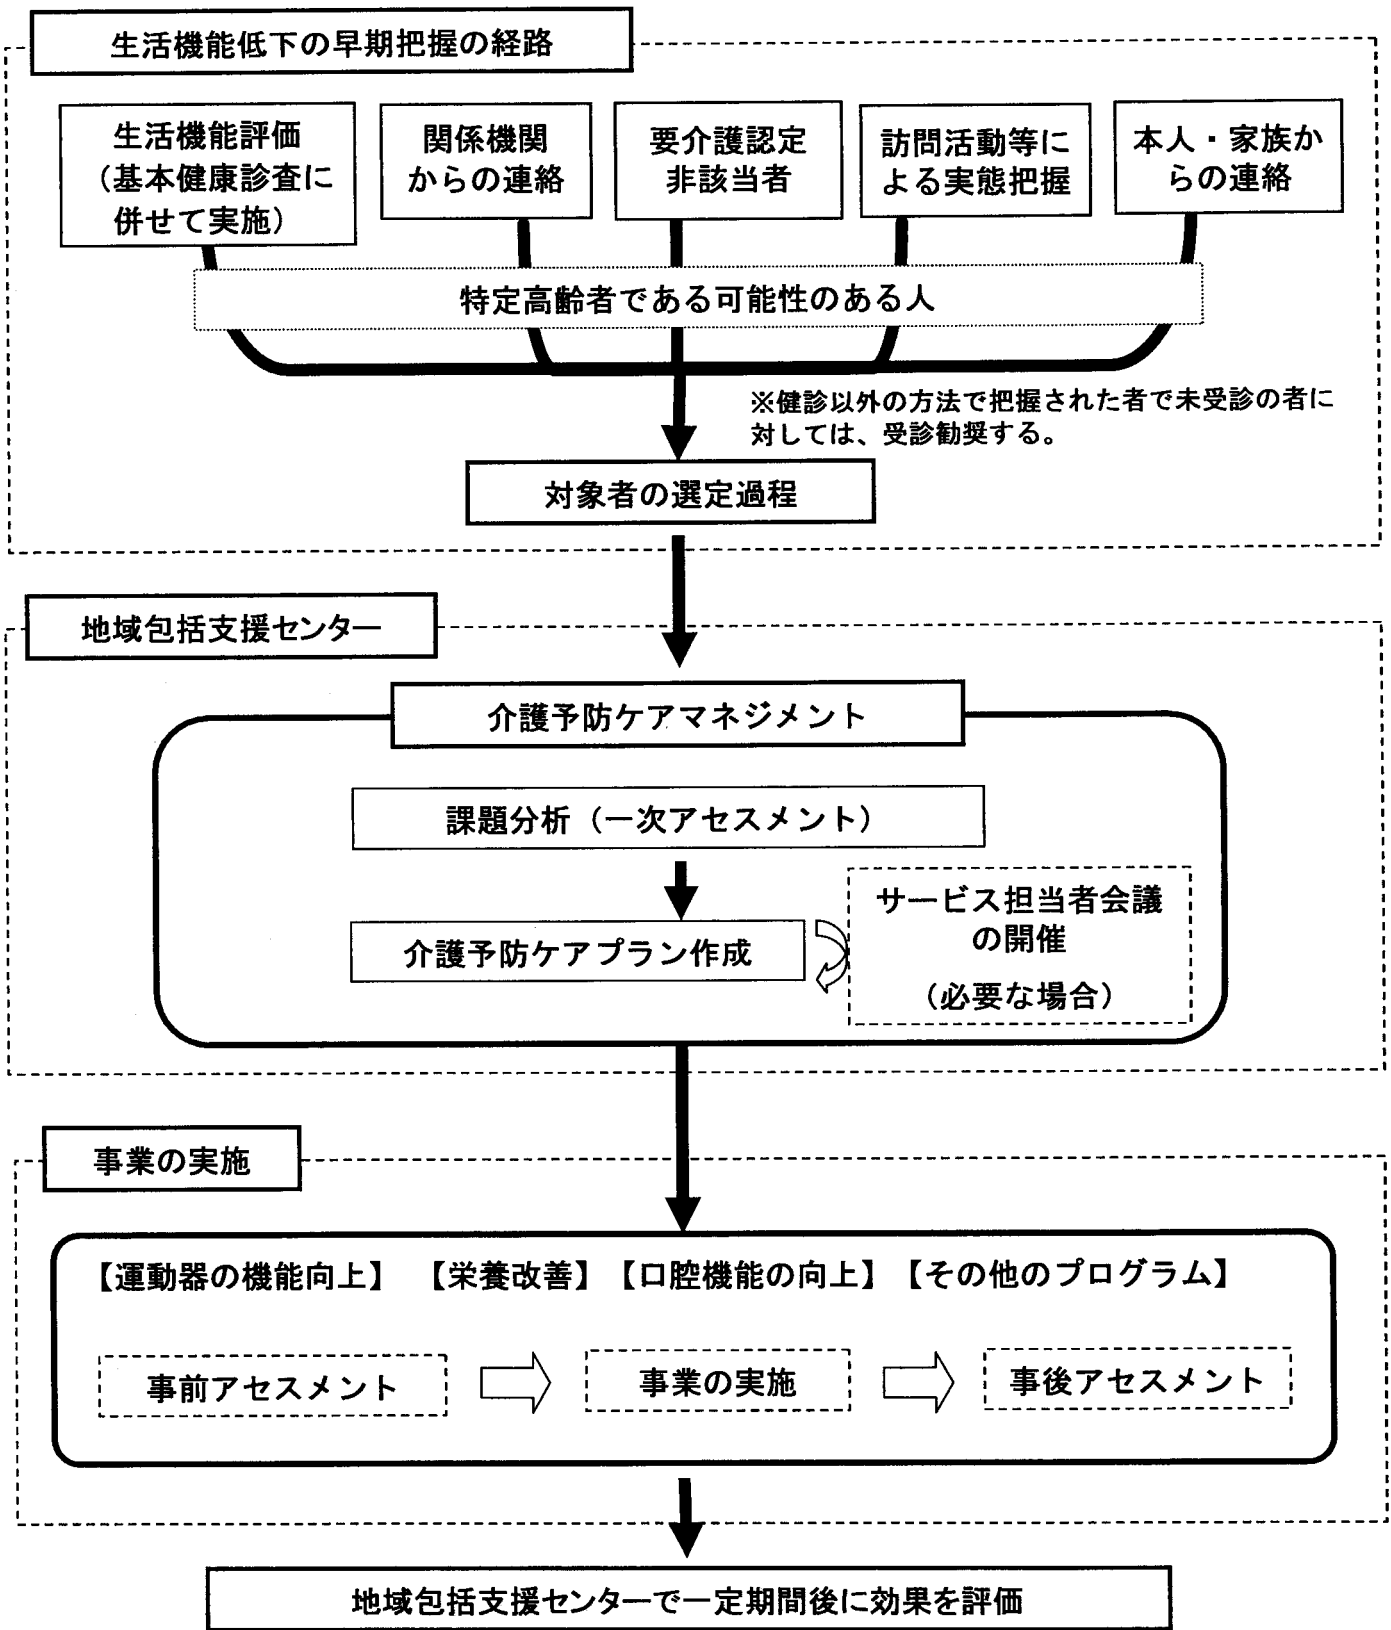 生活機能低下の早期把握の経路
生活機能評価
（基本健康診査に
併せて実施）
関係機関
からの連絡
要介護認定
非該当者
訪問活動等に
よる実態把握
本人・家族か
らの連絡
特定高齢者である可能性のある人
※健診以外の方法で把握された者で未受診の者に
対しては、受診勧奨する。
対象者の選定過程
地域包括支援センター
介護予防ケアマネジメント
課題分析（一次アセスメント）
介護予防ケアプラン作成
サービス担当者会議
の開催
（必要な場合）
事業の実施
【運動器の機能向上】 【栄養改善】 【口腔機能の向上】 【その他のプログラム】
事前アセスメント
事業の実施
事後アセスメント
地域包括支援センターで一定期間後に効果を評価